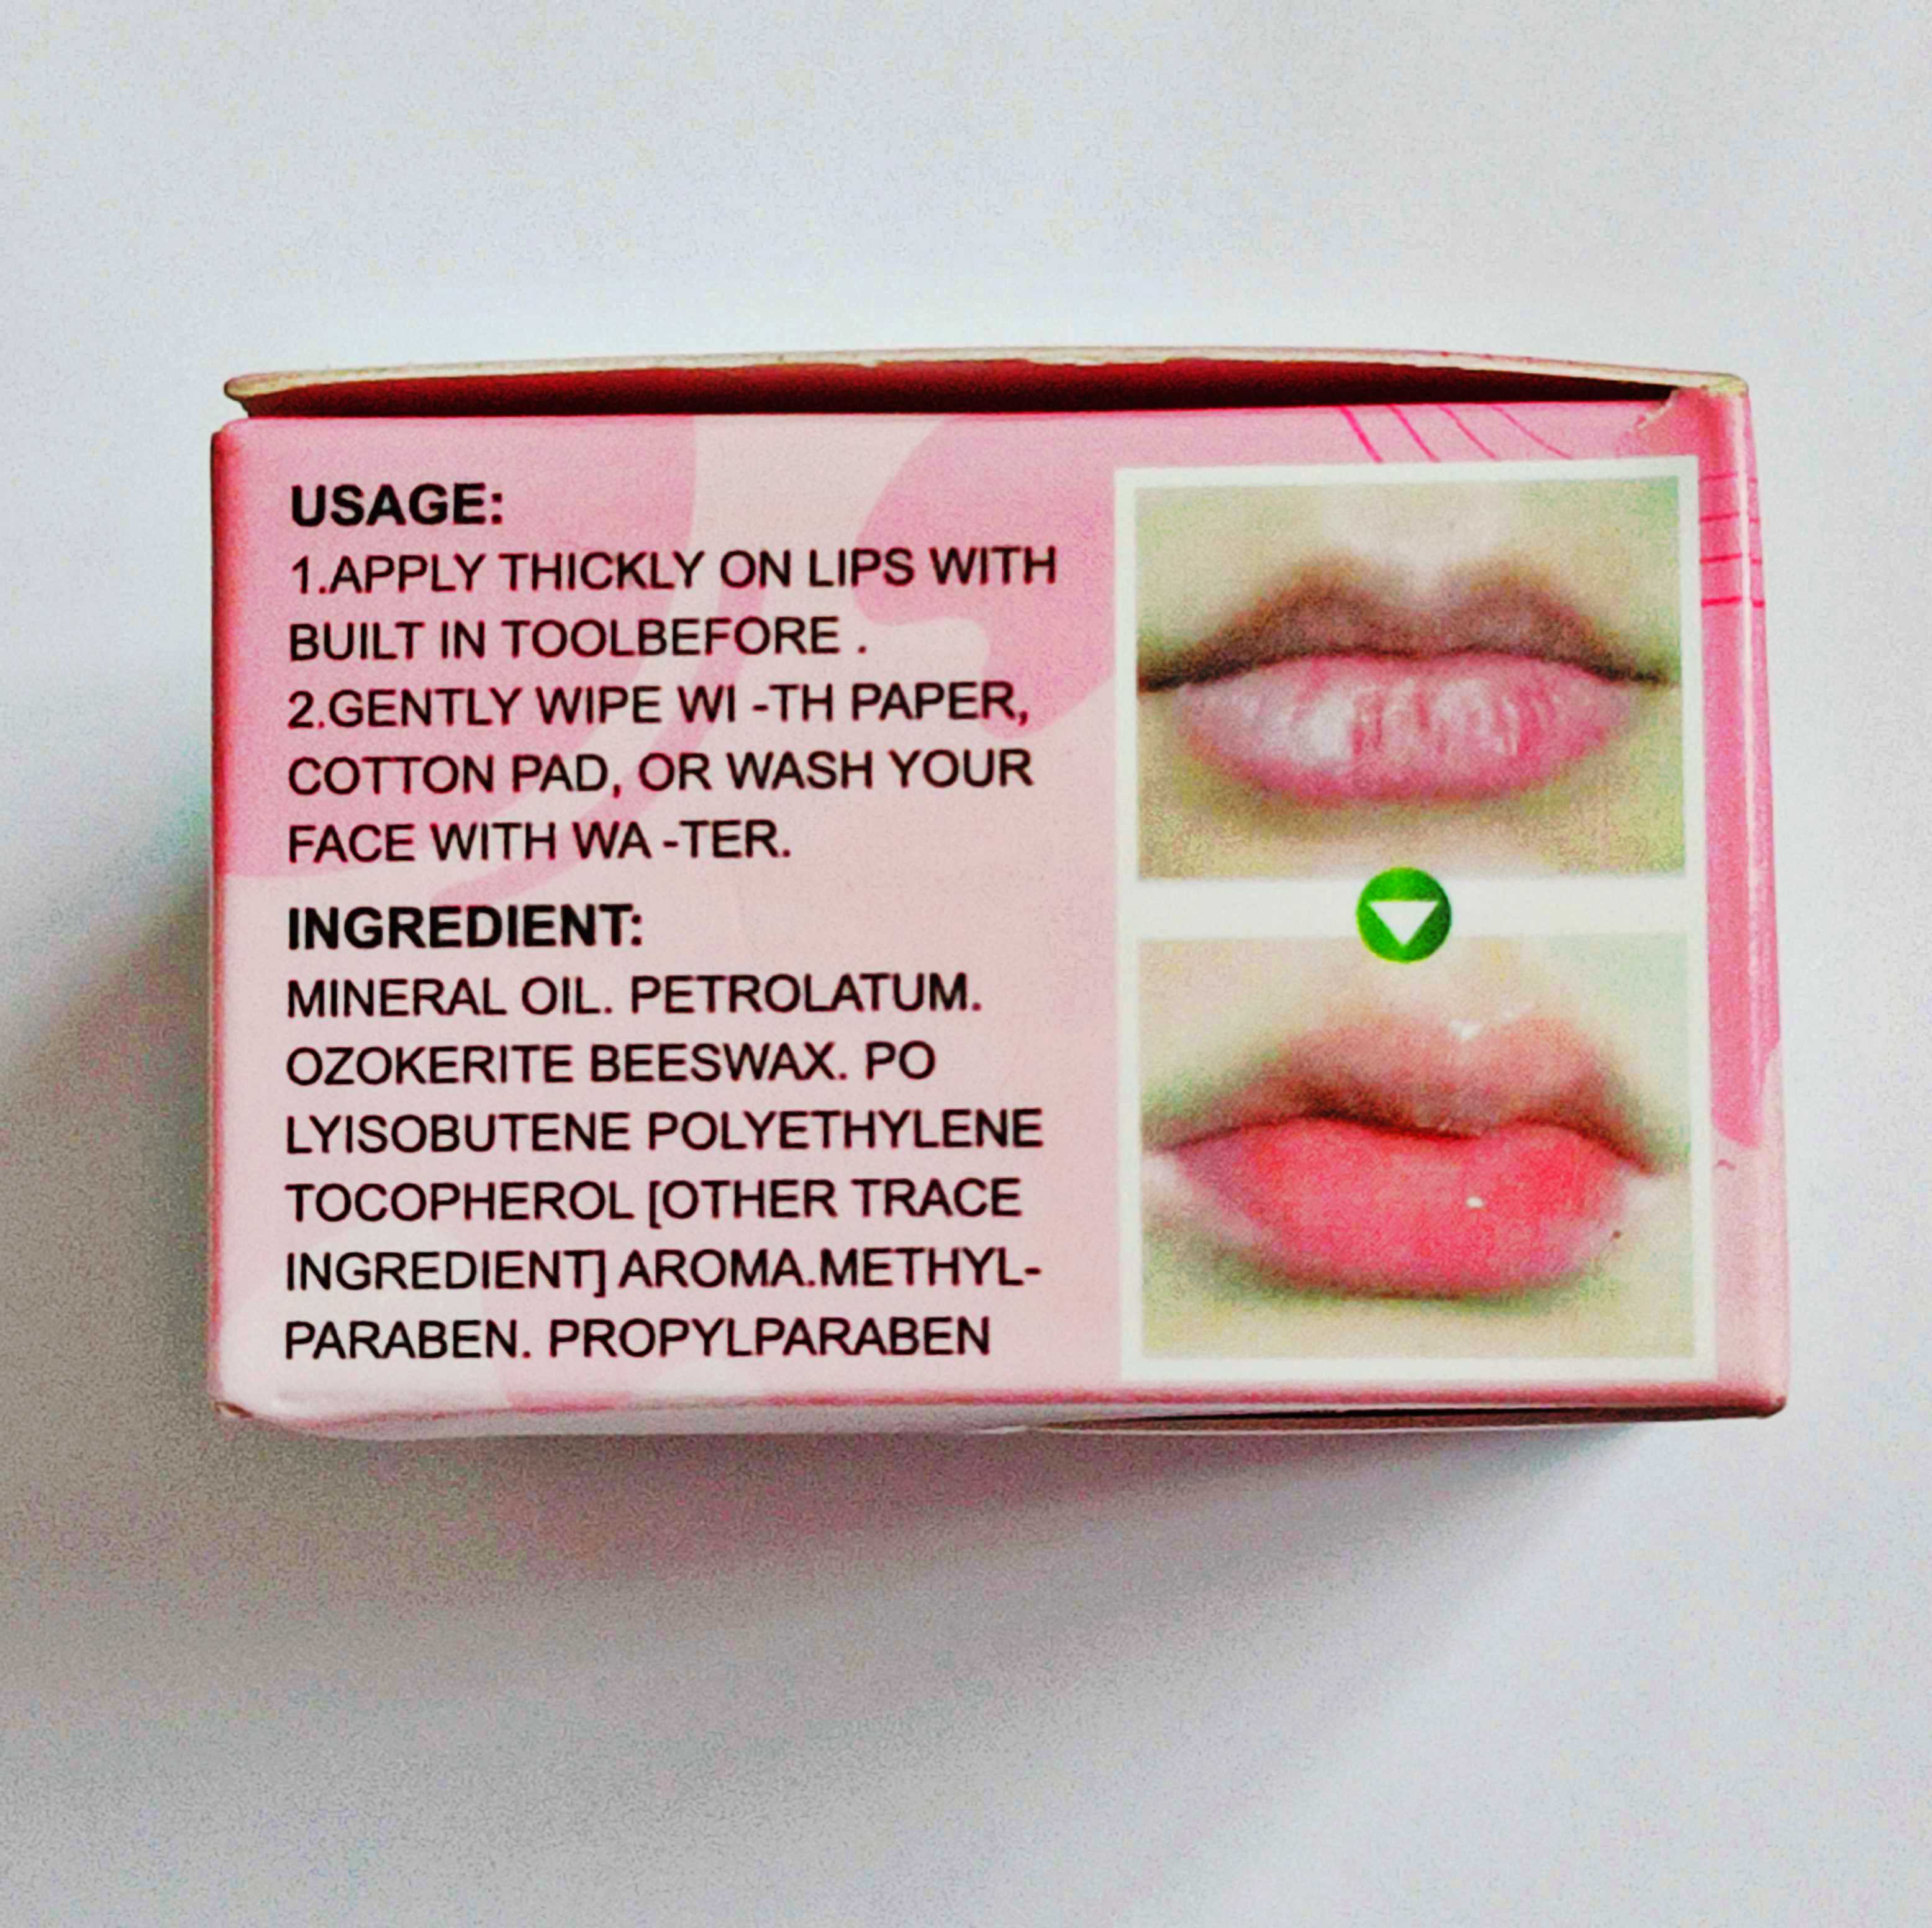 USAGE:
1.APPLY THICKLY ON LIPS WITH
BUILT IN TOOLBEFORE .
2.GENTLY WIPE WI -TH PAPER,
COTTON PAD, OR WASH YOUR
FACE WITH WA -TER.
INGREDIENT:
MINERAL OIL. PETROLATUM.
OZOKERITE BEESWAX. PO
LYISOBUTENE POLYETHYLENE
TOCOPHEROL [OTHER TRACE
INGREDIENT] AROMA.METHYL-
PARABEN. PROPYLPARABEN